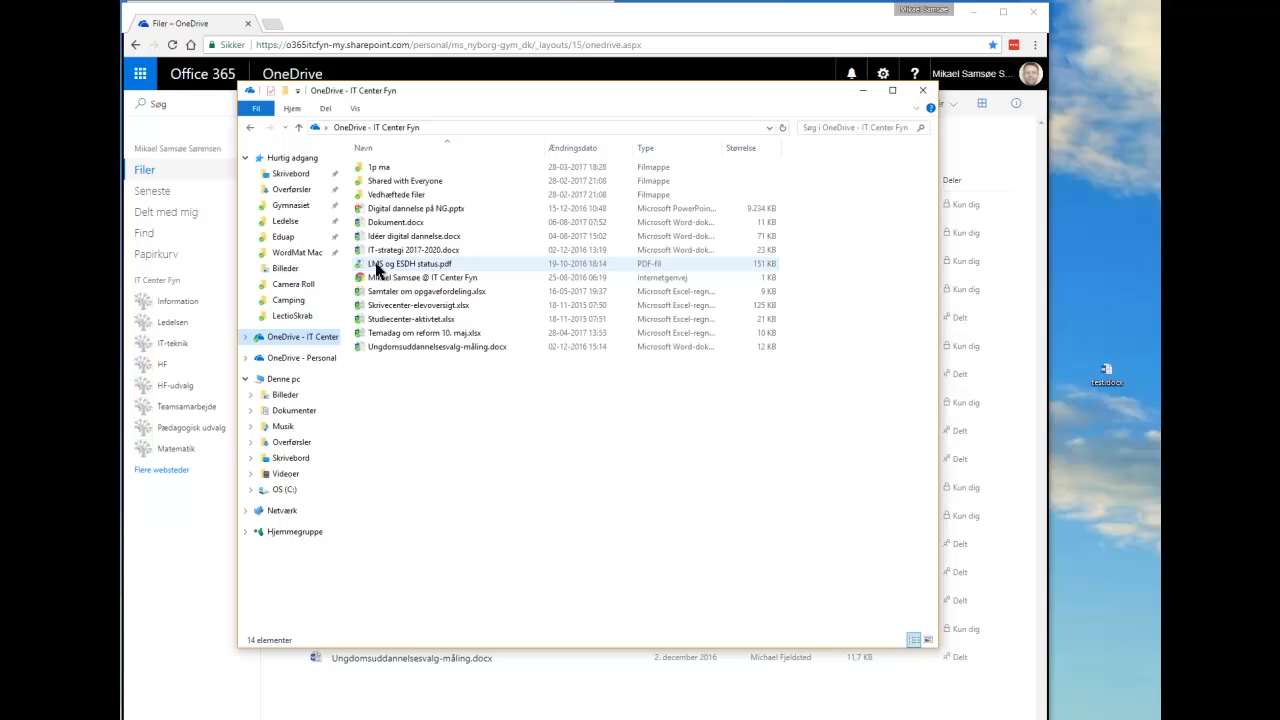 Mikael Samsøe
Filer – OneDrive
Sikker
https://o365itcfyn-my.sharepoint.com/personal/ms_nyborg-gym_dk/_layouts/15/onedrive.aspx
Office 365
OneDrive
Mikael Samsøe S...
Søg
OneDrive - IT Center Fyn
Fil Hjem Del Vis
OneDrive - IT Center Fyn
Søg i OneDrive - IT Center Fyn
Mikael Samsøe Sørensen
Filer
Seneste
Delt med mig
Find
Papirkurv
IT Center Fyn
Information
Ledelsen
IT-teknik
HF
HF-udvalg
Teamsamarbejde
Pædagogisk udvalg
Matematik
Flere websteder
Hurtig adgang
Skrivebord
Overførsler
Gymnasiet
Ledelse
Eduap
WordMat Mac
Billeder
Camera Roll
Camping
LectioSkrab
OneDrive - IT Center
OneDrive - Personal
Denne pc
Billeder
Dokumenter
Musik
Overførsler
Skrivebord
Videoer
OS (C:)
Netværk
Hjemmegruppe
Navn Ændringsdato Type Størrelse
1p ma 28-03-2017 18:28 Filmappe
Shared with Everyone 28-02-2017 21:08 Filmappe
Vedhæftede filer 28-02-2017 21:08 Filmappe
Digital dannelse på NG.pptx 15-12-2016 10:48 Microsoft PowerPoin... 9.234 KB
Dokument.docx 06-08-2017 07:52 Microsoft Word-dok... 11 KB
Idéer digital dannelse.docx 04-08-2017 15:02 Microsoft Word-dok... 71 KB
IT-strategi 2017-2020.docx 02-12-2016 13:19 Microsoft Word-dok... 23 KB
LMS og ESDH status.pdf 19-10-2016 18:14 PDF-fil 151 KB
Mikael Samsøe @ IT Center Fyn 25-08-2016 06:19 Internetgenvej 1 KB
Samtaler om opgavefordeling.xlsx 16-05-2017 19:37 Microsoft Excel-regn... 9 KB
Skrivecenter-elevoversigt.xlsx 18-11-2015 07:50 Microsoft Excel-regn... 125 KB
Studiecenter-aktivtet.xlsx 18-11-2015 07:51 Microsoft Excel-regn... 21 KB
Temadag om reform 10. maj.xlsx 28-04-2017 13:53 Microsoft Excel-regn... 10 KB
Ungdomsuddannelsesvalg-måling.docx 02-12-2016 15:14 Microsoft Word-dok... 12 KB
14 elementer
Deler
Kun dig
Kun dig
Kun dig
Kun dig
Delt
Kun dig
Delt
Kun dig
Delt
Delt
Kun dig
Kun dig
Delt
Delt
Delt
Kun dig
Ungdomsuddannelsesvalg-måling.docx 2. december 2016 Michael Fjeldsted 11,7 KB Delt
test.docx